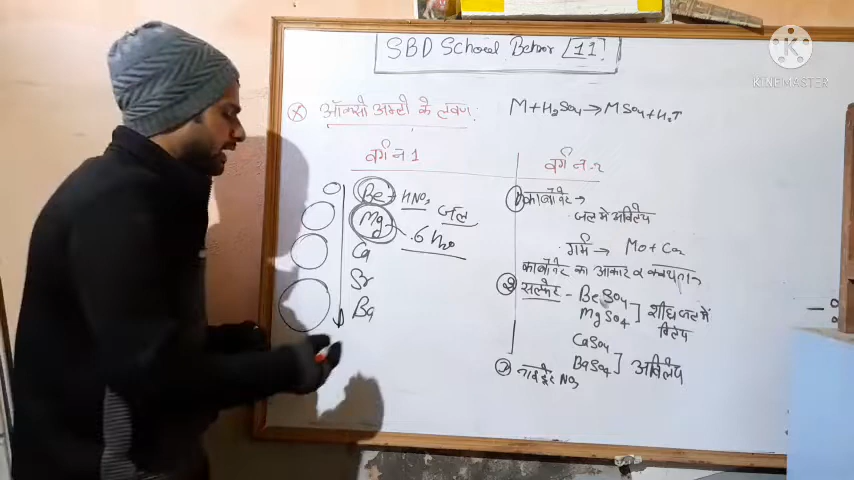 SBD School Behror [11]
KINEMASTER
ऑक्सो अम्लो के लवण:
M + H₂SO₄ → MSO₄ + H₂↑
वर्ग न 1
वर्ग न - 2
Be + HNO₃
जल
Mg
6 H₂O
Ca
Sr
Ba
कार्बोनेट →
जल मे अविलेय
गर्म → MO + CO₂
कार्बोनेट का आकार α
② सल्फेट - BeSO₄
MgSO₄
शीघ्र जल में
विलेय
CaSO₄
BaSO₄
अविलेय
नाइट्रेट NO₃